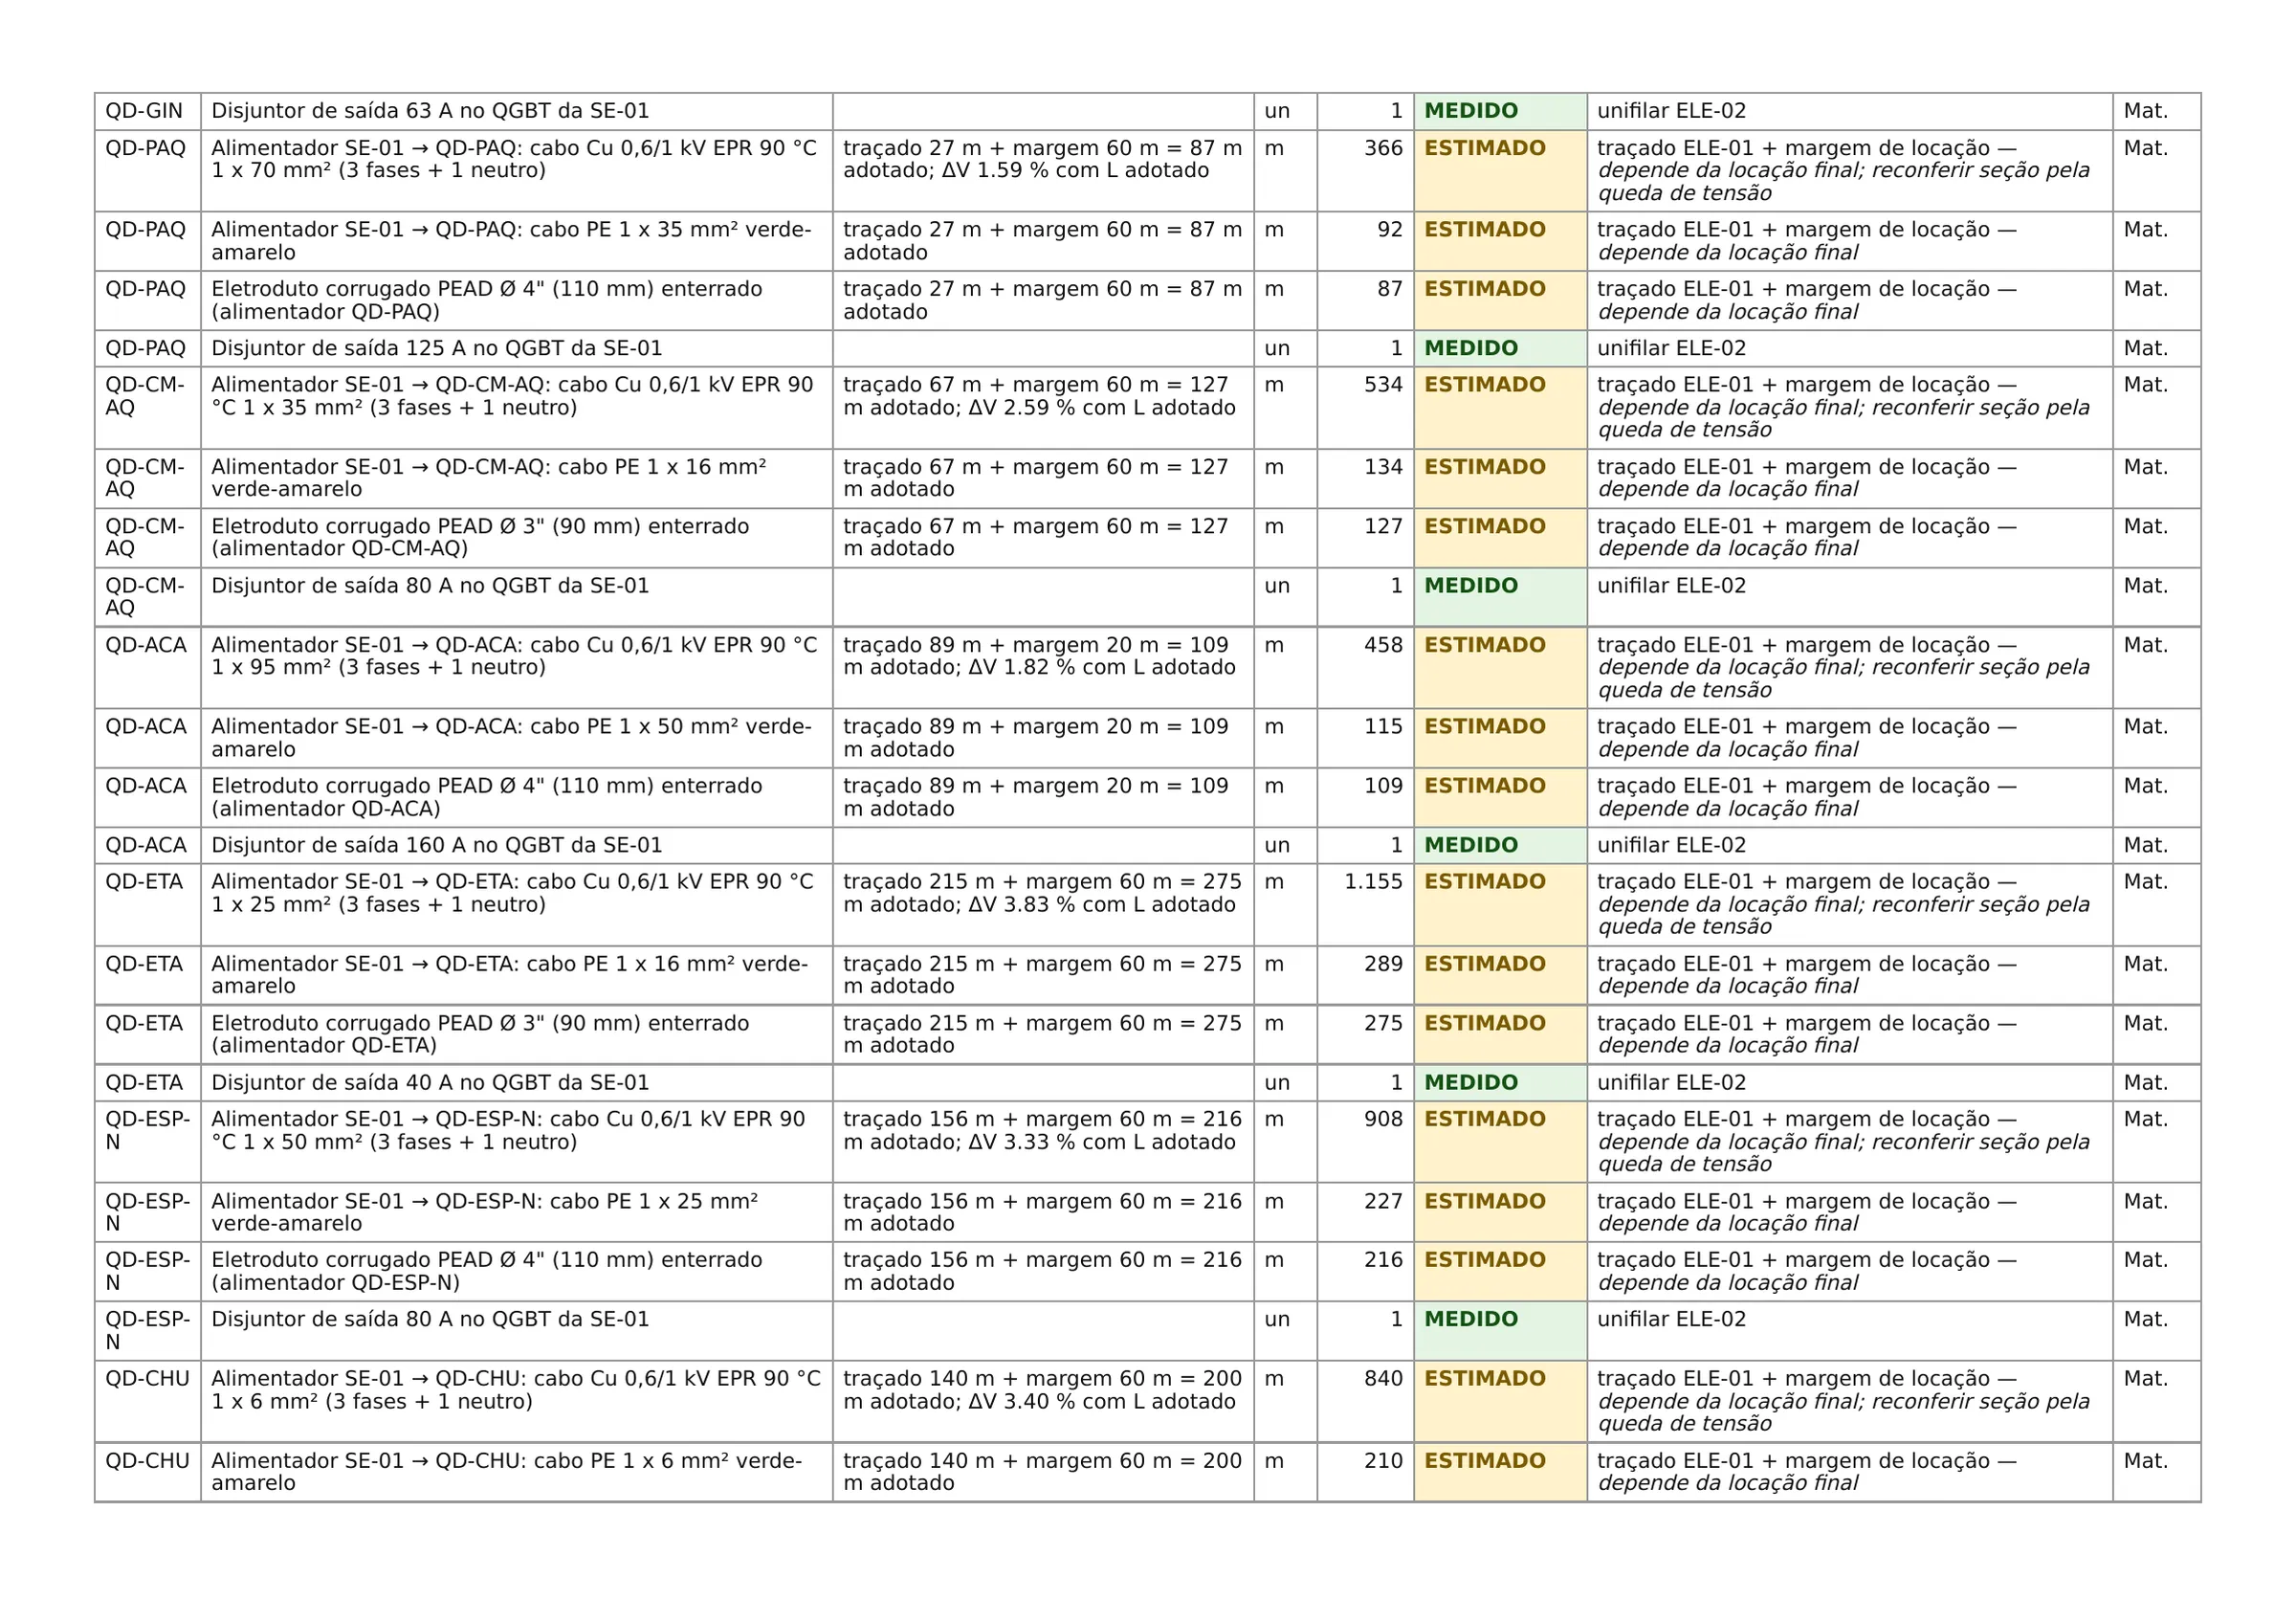 QD-GIN Disjuntor de saída 63 A no QGBT da SE-01 un 1 MEDIDO unifilar ELE-02 Mat.
QD-PAQ Alimentador SE-01 → QD-PAQ: cabo Cu 0,6/1 kV EPR 90 °C traçado 27 m + margem 60 m = 87 m m 366 ESTIMADO traçado ELE-01 + margem de locação — Mat.
1 x 70 mm² (3 fases + 1 neutro) adotado; ΔV 1.59 % com L adotado depende da locação final; reconferir seção pela
queda de tensão
QD-PAQ Alimentador SE-01 → QD-PAQ: cabo PE 1 x 35 mm² verde- traçado 27 m + margem 60 m = 87 m m 92 ESTIMADO traçado ELE-01 + margem de locação — Mat.
amarelo adotado depende da locação final
QD-PAQ Eletroduto corrugado PEAD Ø 4" (110 mm) enterrado traçado 27 m + margem 60 m = 87 m m 87 ESTIMADO traçado ELE-01 + margem de locação — Mat.
(alimentador QD-PAQ) adotado depende da locação final
QD-PAQ Disjuntor de saída 125 A no QGBT da SE-01 un 1 MEDIDO unifilar ELE-02 Mat.
QD-CM- Alimentador SE-01 → QD-CM-AQ: cabo Cu 0,6/1 kV EPR 90 traçado 67 m + margem 60 m = 127 m 534 ESTIMADO traçado ELE-01 + margem de locação — Mat.
AQ °C 1 x 35 mm² (3 fases + 1 neutro) m adotado; ΔV 2.59 % com L adotado depende da locação final; reconferir seção pela
queda de tensão
QD-CM- Alimentador SE-01 → QD-CM-AQ: cabo PE 1 x 16 mm² traçado 67 m + margem 60 m = 127 m 134 ESTIMADO traçado ELE-01 + margem de locação — Mat.
AQ verde-amarelo m adotado depende da locação final
QD-CM- Eletroduto corrugado PEAD Ø 3" (90 mm) enterrado traçado 67 m + margem 60 m = 127 m 127 ESTIMADO traçado ELE-01 + margem de locação — Mat.
AQ (alimentador QD-CM-AQ) m adotado depende da locação final
QD-CM- Disjuntor de saída 80 A no QGBT da SE-01 un 1 MEDIDO unifilar ELE-02 Mat.
AQ
QD-ACA Alimentador SE-01 → QD-ACA: cabo Cu 0,6/1 kV EPR 90 °C traçado 89 m + margem 20 m = 109 m 458 ESTIMADO traçado ELE-01 + margem de locação — Mat.
1 x 95 mm² (3 fases + 1 neutro) m adotado; ΔV 1.82 % com L adotado depende da locação final; reconferir seção pela
queda de tensão
QD-ACA Alimentador SE-01 → QD-ACA: cabo PE 1 x 50 mm² verde- traçado 89 m + margem 20 m = 109 m 115 ESTIMADO traçado ELE-01 + margem de locação — Mat.
amarelo m adotado depende da locação final
QD-ACA Eletroduto corrugado PEAD Ø 4" (110 mm) enterrado traçado 89 m + margem 20 m = 109 m 109 ESTIMADO traçado ELE-01 + margem de locação — Mat.
(alimentador QD-ACA) m adotado depende da locação final
QD-ACA Disjuntor de saída 160 A no QGBT da SE-01 un 1 MEDIDO unifilar ELE-02 Mat.
QD-ETA Alimentador SE-01 → QD-ETA: cabo Cu 0,6/1 kV EPR 90 °C traçado 215 m + margem 60 m = 275 m 1.155 ESTIMADO traçado ELE-01 + margem de locação — Mat.
1 x 25 mm² (3 fases + 1 neutro) m adotado; ΔV 3.83 % com L adotado depende da locação final; reconferir seção pela
queda de tensão
QD-ETA Alimentador SE-01 → QD-ETA: cabo PE 1 x 16 mm² verde- traçado 215 m + margem 60 m = 275 m 289 ESTIMADO traçado ELE-01 + margem de locação — Mat.
amarelo m adotado depende da locação final
QD-ETA Eletroduto corrugado PEAD Ø 3" (90 mm) enterrado traçado 215 m + margem 60 m = 275 m 275 ESTIMADO traçado ELE-01 + margem de locação — Mat.
(alimentador QD-ETA) m adotado depende da locação final
QD-ETA Disjuntor de saída 40 A no QGBT da SE-01 un 1 MEDIDO unifilar ELE-02 Mat.
QD-ESP- Alimentador SE-01 → QD-ESP-N: cabo Cu 0,6/1 kV EPR 90 traçado 156 m + margem 60 m = 216 m 908 ESTIMADO traçado ELE-01 + margem de locação — Mat.
N °C 1 x 50 mm² (3 fases + 1 neutro) m adotado; ΔV 3.33 % com L adotado depende da locação final; reconferir seção pela
queda de tensão
QD-ESP- Alimentador SE-01 → QD-ESP-N: cabo PE 1 x 25 mm² traçado 156 m + margem 60 m = 216 m 227 ESTIMADO traçado ELE-01 + margem de locação — Mat.
N verde-amarelo m adotado depende da locação final
QD-ESP- Eletroduto corrugado PEAD Ø 4" (110 mm) enterrado traçado 156 m + margem 60 m = 216 m 216 ESTIMADO traçado ELE-01 + margem de locação — Mat.
N (alimentador QD-ESP-N) m adotado depende da locação final
QD-ESP- Disjuntor de saída 80 A no QGBT da SE-01 un 1 MEDIDO unifilar ELE-02 Mat.
N
QD-CHU Alimentador SE-01 → QD-CHU: cabo Cu 0,6/1 kV EPR 90 °C traçado 140 m + margem 60 m = 200 m 840 ESTIMADO traçado ELE-01 + margem de locação — Mat.
1 x 6 mm² (3 fases + 1 neutro) m adotado; ΔV 3.40 % com L adotado depende da locação final; reconferir seção pela
queda de tensão
QD-CHU Alimentador SE-01 → QD-CHU: cabo PE 1 x 6 mm² verde- traçado 140 m + margem 60 m = 200 m 210 ESTIMADO traçado ELE-01 + margem de locação — Mat.
amarelo m adotado depende da locação final